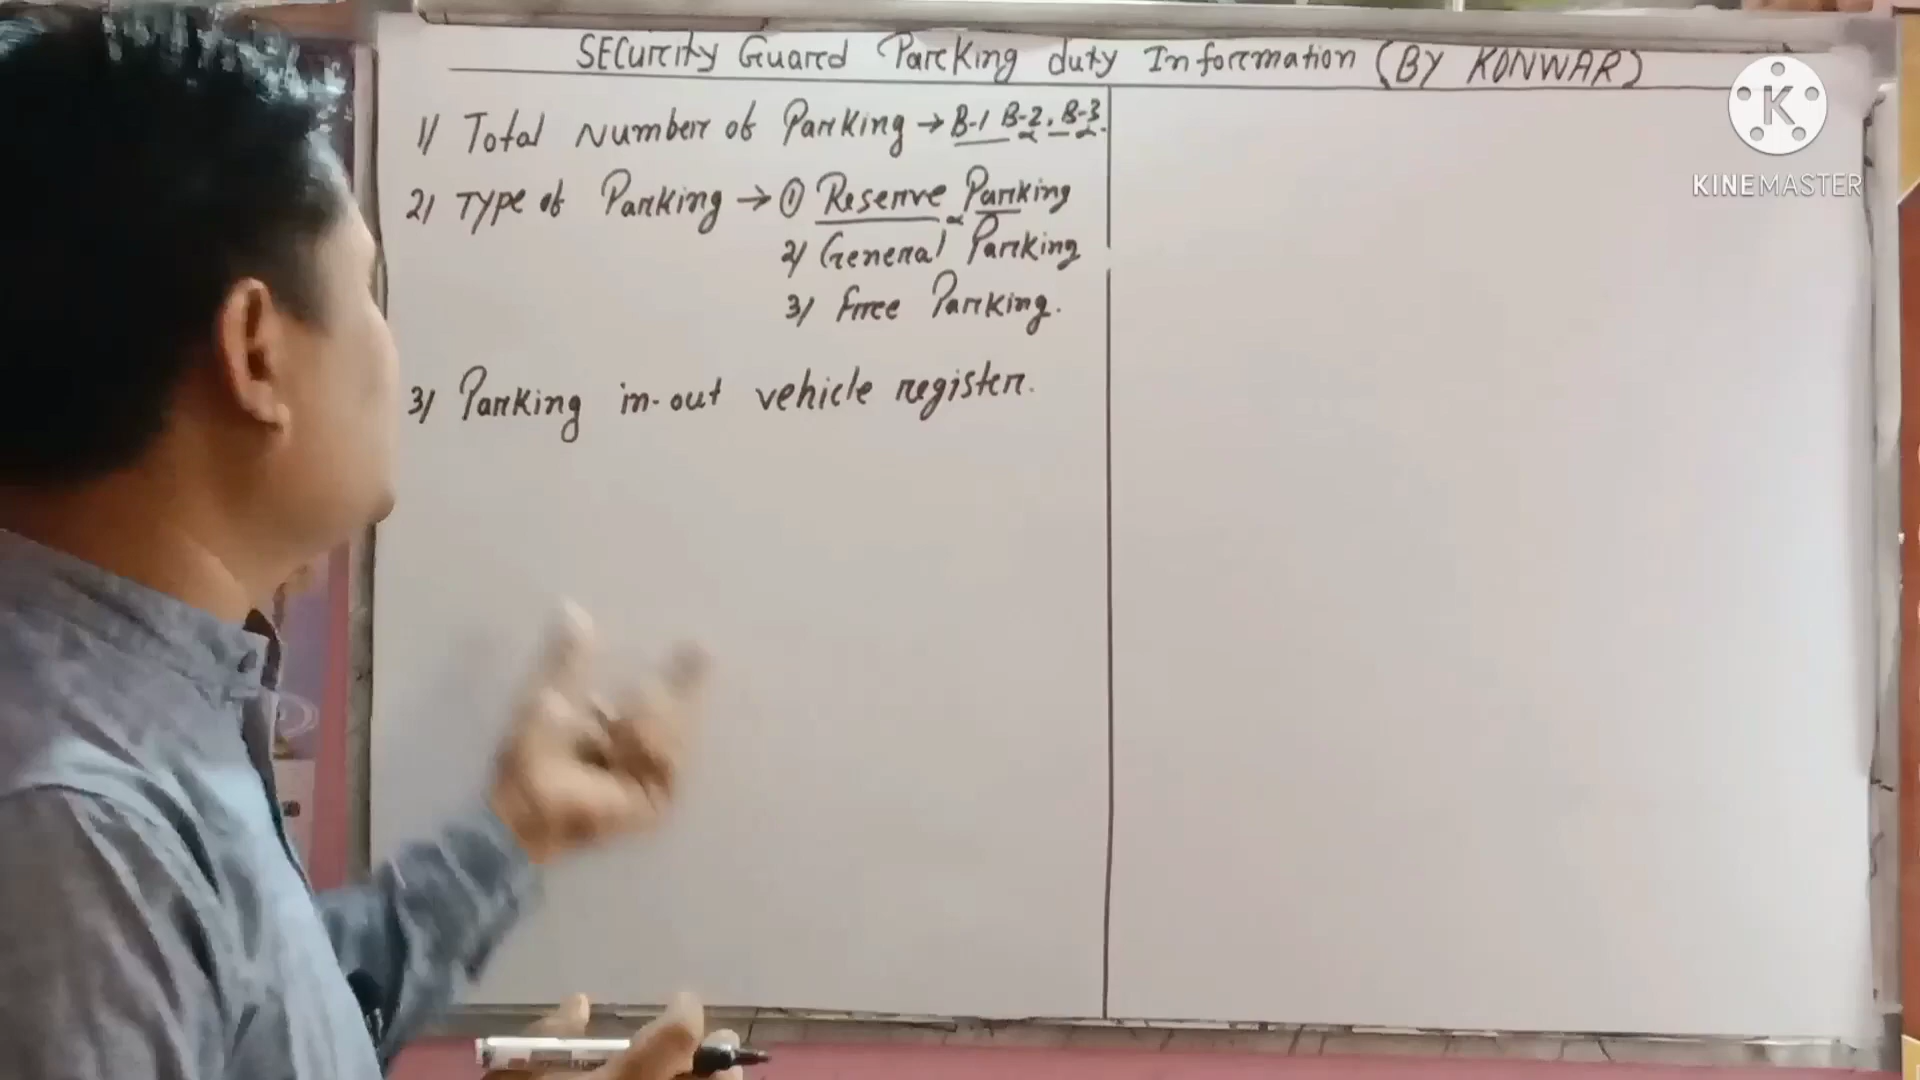 Security Guard Parking duty Information (BY KONWAR)
1) Total Number of Parking → B-1 B-2, B-3.
2) Type of Parking → ① Reserve Parking
2) General Parking
3) Free Parking.
3) Parking in-out vehicle register.
K
KINEMASTER